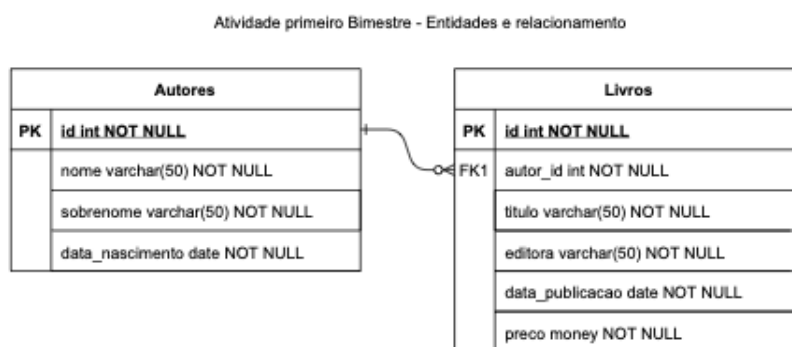 Atividade primeiro Bimestre - Entidades e relacionamento
Autores
PK id int NOT NULL
nome varchar(50) NOT NULL
sobrenome varchar(50) NOT NULL
data_nascimento date NOT NULL
Livros
PK id int NOT NULL
FK1 autor_id int NOT NULL
titulo varchar(50) NOT NULL
editora varchar(50) NOT NULL
data_publicacao date NOT NULL
preco money NOT NULL